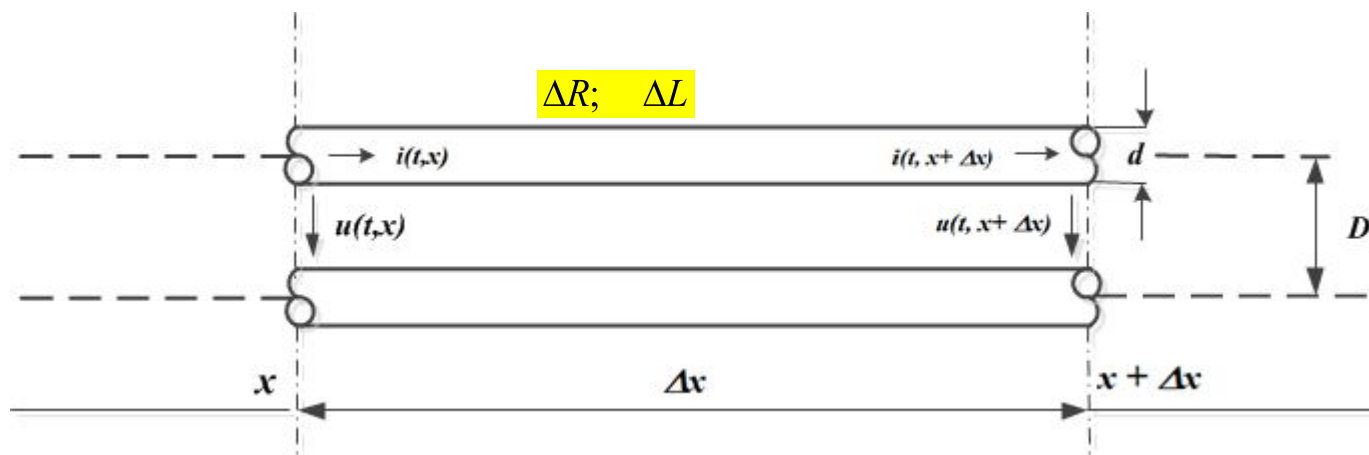 ΔR; ΔL
i(t,x) i(t, x+ Δx) d
u(t,x) u(t, x+ Δx) D
x Δx x + Δx